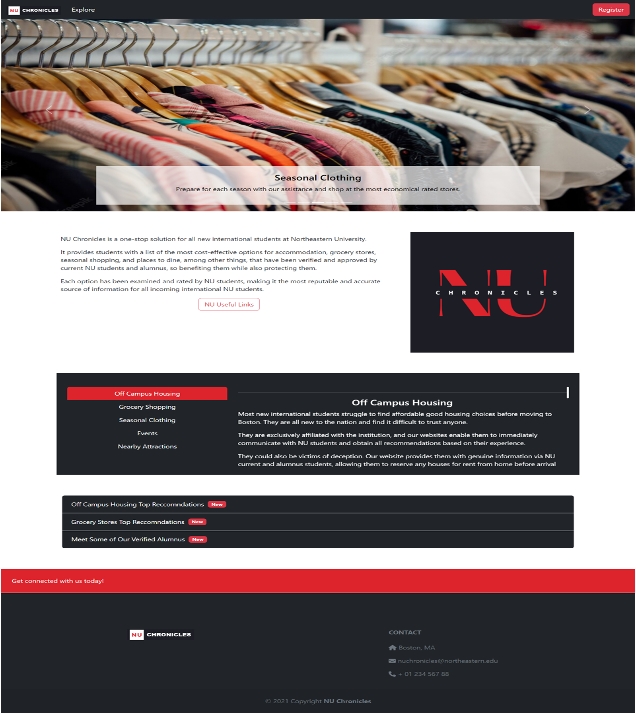 NU CHRONICLES Explore Register
Seasonal Clothing
Prepare for each season with our assistance and shop at the most economical rated stores.
NU Chronicles is a one-stop solution for all new international students at Northeastern University.
It provides students with a list of the most cost-effective options for accommodation, grocery stores,
seasonal shopping, and places to dine, among other things, that have been verified and approved by
current NU students and alumnus, so benefiting them while also protecting them.
Each option has been examined and rated by NU students, making it the most reputable and accurate
source of information for all incoming international NU students.
NU Useful Links
NU
CHRONICLES
Off Campus Housing
Grocery Shopping
Seasonal Clothing
Events
Nearby Attractions
Off Campus Housing
Most new international students struggle to find affordable good housing choices before moving to
Boston. They are all new to the nation and find it difficult to trust anyone.
They are exclusively affiliated with the institution, and our websites enable them to immediately
communicate with NU students and obtain all recommendations based on their experience.
They could also be victims of deception. Our website provides them with genuine information via NU
current and alumnus students, allowing them to reserve any houses for rent from home before arrival
Off Campus Housing Top Reccomndations New
Grocery Stores Top Reccomndations New
Meet Some of Our Verified Alumnus New
Get connected with us today!
NU CHRONICLES
CONTACT
Boston, MA
nuchronicles@northeastern.edu
+ 01 234 567 88
© 2021 Copyright NU Chronicles